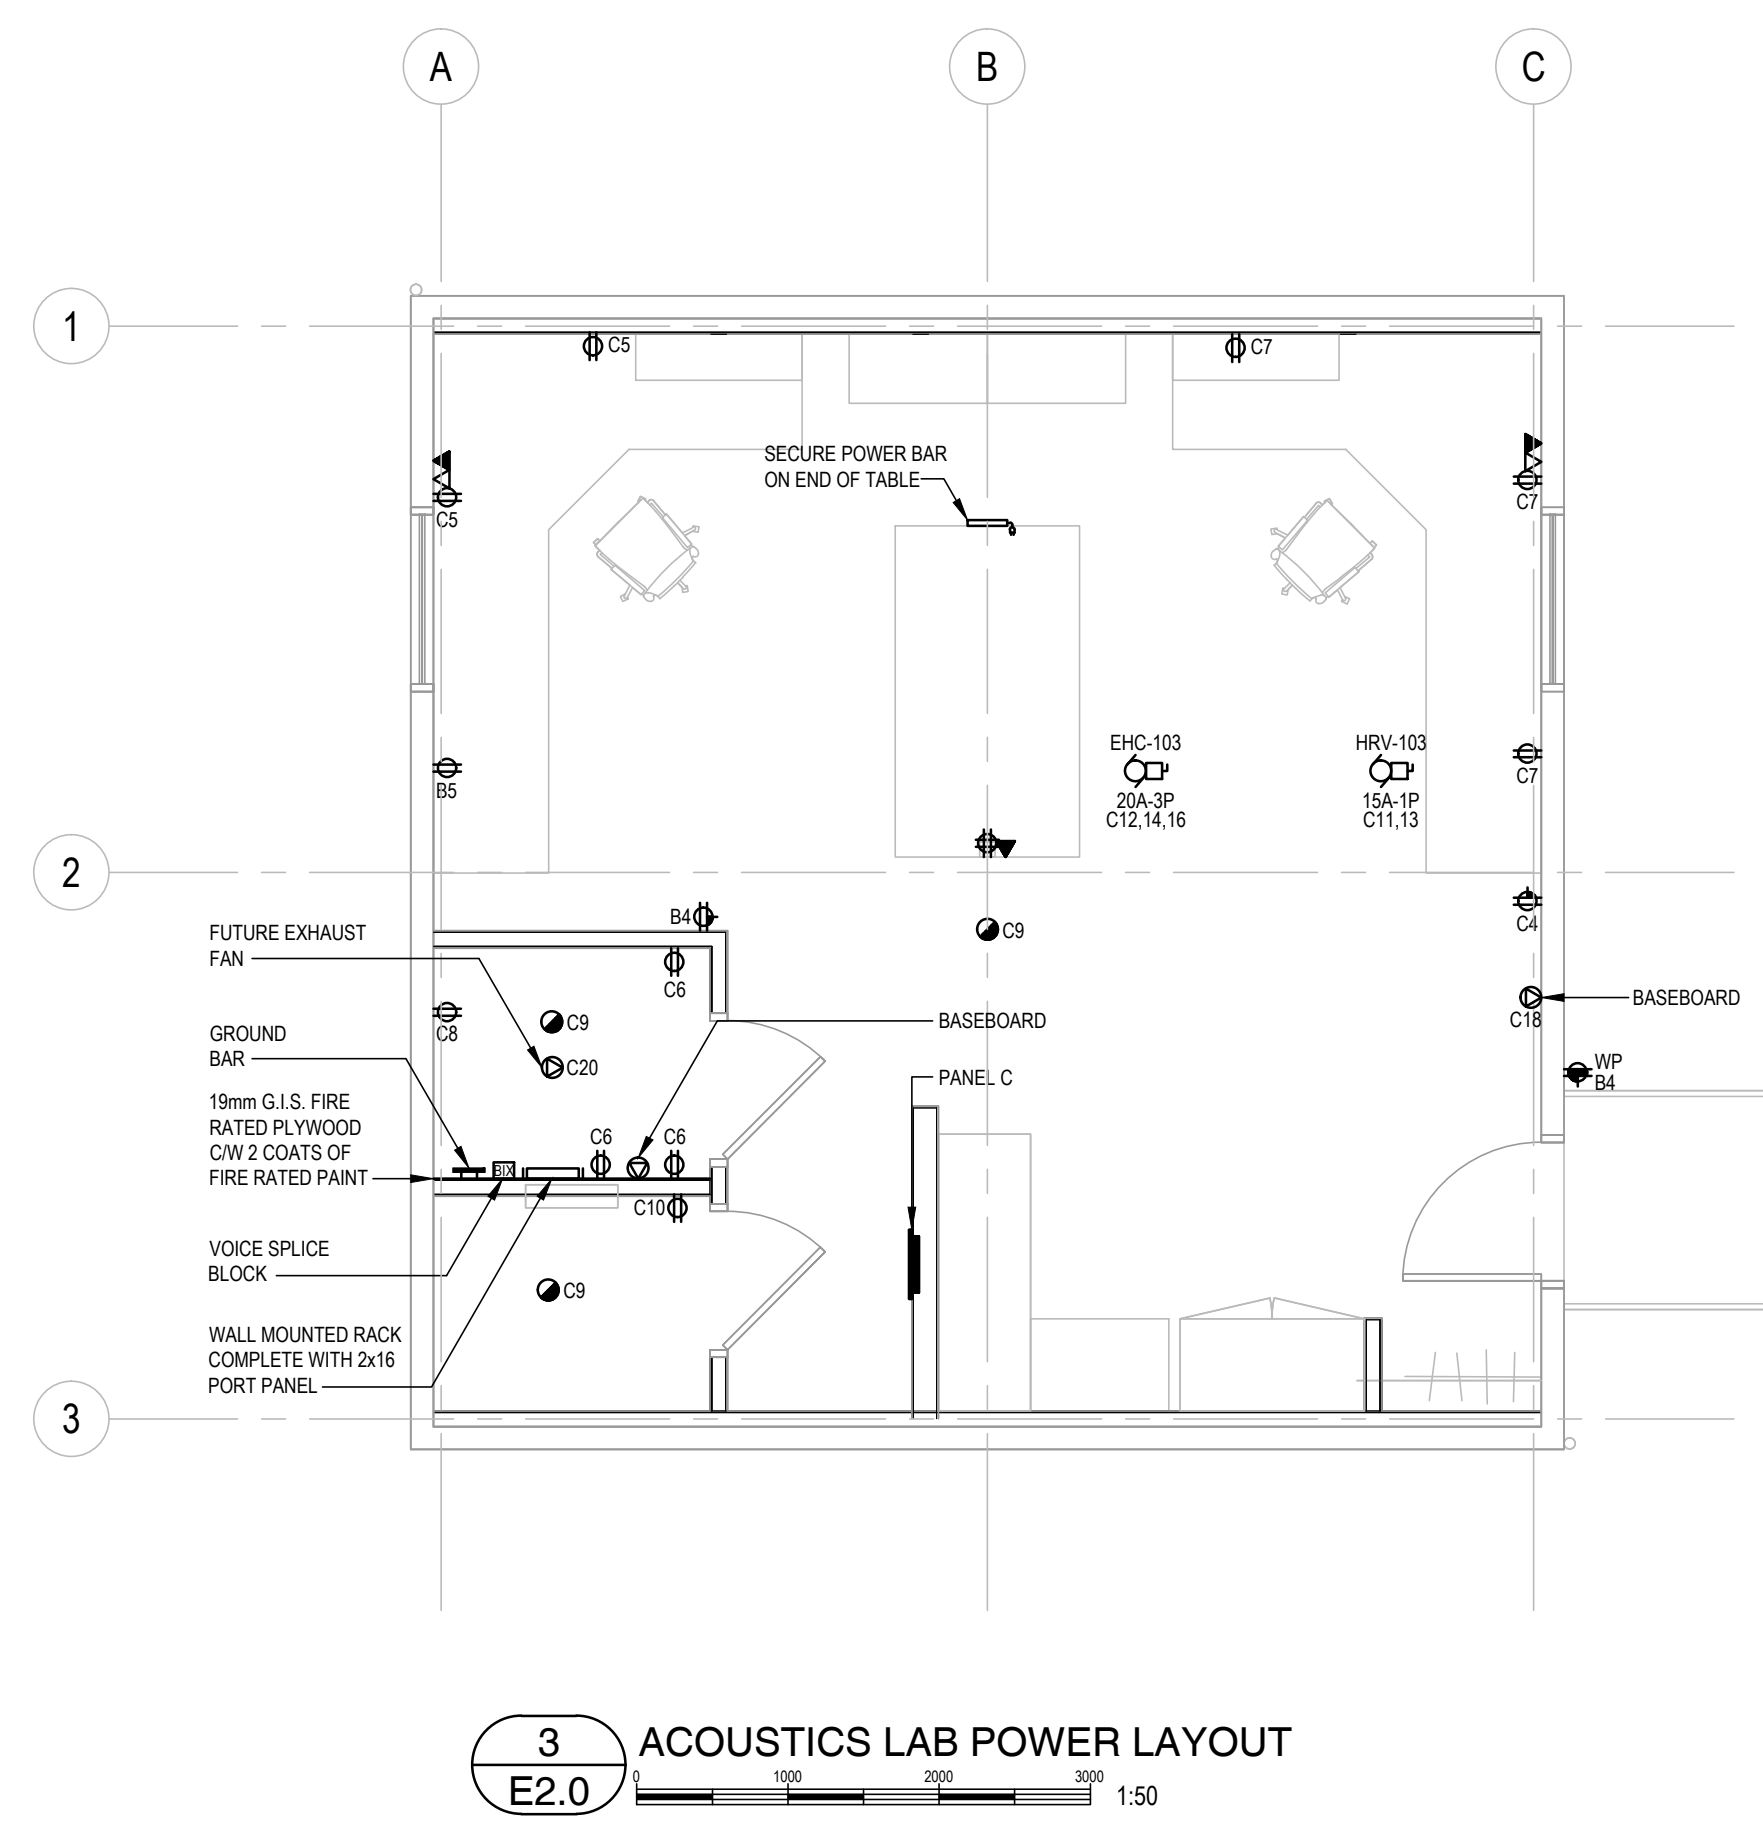 A
B
C
1
C5
C7
SECURE POWER BAR
ON END OF TABLE
C5
C7
EHC-103
HRV-103
B5
C7
20A-3P
15A-1P
C12,14,16
C11,13
2
B4
C9
C4
FUTURE EXHAUST
FAN
C6
BASEBOARD
C9
BASEBOARD
C18
C8
GROUND
BAR
C20
PANEL C
WP
B4
19mm G.I.S. FIRE
RATED PLYWOOD
C/W 2 COATS OF
FIRE RATED PAINT
C6
C6
BIX
C10
VOICE SPLICE
BLOCK
C9
WALL MOUNTED RACK
COMPLETE WITH 2x16
PORT PANEL
3
3
E2.0
ACOUSTICS LAB POWER LAYOUT
0 1000 2000 3000
1:50